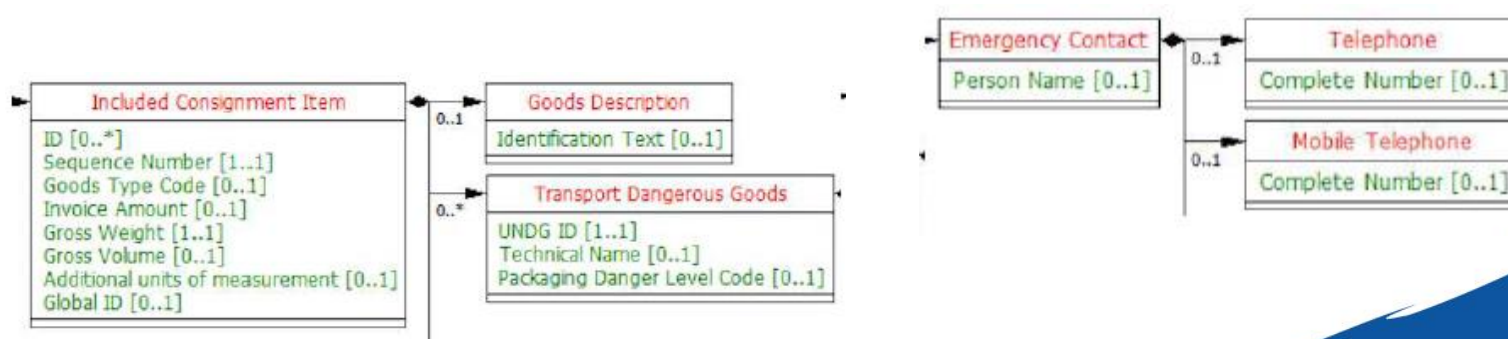 Included Consignment Item
ID [0..*]
Sequence Number [1..1]
Goods Type Code [0..1]
Invoice Amount [0..1]
Gross Weight [1..1]
Gross Volume [0..1]
Additional units of measurement [0..1]
Global ID [0..1]
0..1
Goods Description
Identification Text [0..1]
0..*
Transport Dangerous Goods
UNDG ID [1..1]
Technical Name [0..1]
Packaging Danger Level Code [0..1]
Emergency Contact
Person Name [0..1]
0..1
Telephone
Complete Number [0..1]
0..1
Mobile Telephone
Complete Number [0..1]